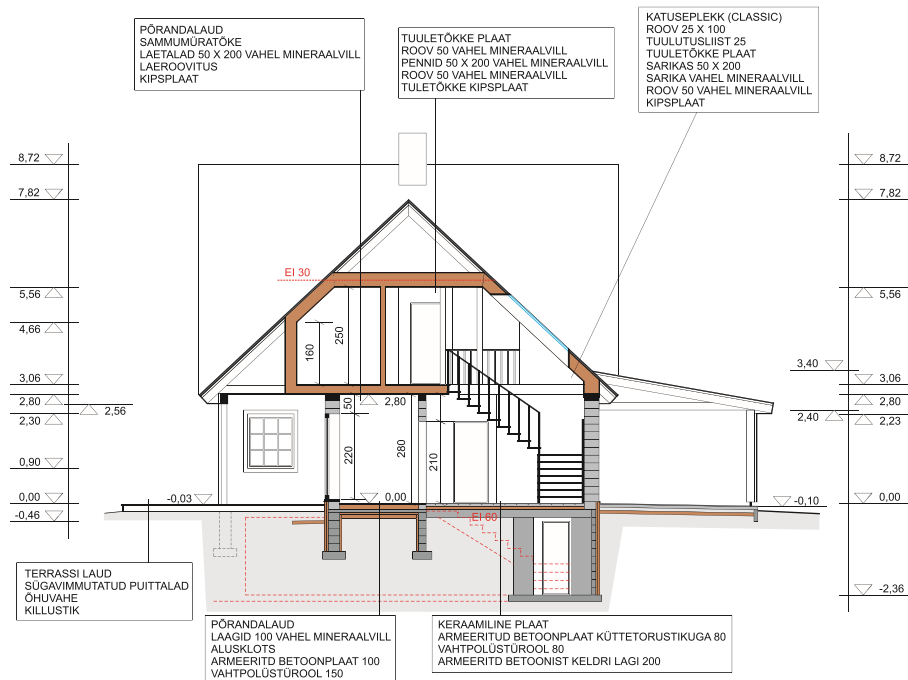 PÕRANDALAUD
SAMMUMÜRATÕKE
LAETALAD 50 X 200 VAHEL MINERAALVILL
LAEROOVITUS
KIPSPLAAT
TUULETÕKKE PLAAT
ROOV 50 VAHEL MINERAALVILL
PENNID 50 X 200 VAHEL MINERAALVILL
ROOV 50 VAHEL MINERAALVILL
TULETÕKKE KIPSPLAAT
KATUSEPLEKK (CLASSIC)
ROOV 25 X 100
TUULUTUSLIIST 25
TUULETÕKKE PLAAT
SARIKAS 50 X 200
SARIKA VAHEL MINERAALVILL
ROOV 50 VAHEL MINERAALVILL
KIPSPLAAT
8,72
7,82
5,56
4,66
3,06
2,80
2,56
2,30
0,90
0,00
-0,46
EI 30
250
160
50
2,80
220
280
210
-0,03
0,00
EI 60
8,72
7,82
5,56
3,40
3,06
2,80
2,40
2,23
-0,10
0,00
-2,36
TERRASSI LAUD
SÜGAVIMMUTATUD PUITTALAD
ÕHUVAHE
KILLUSTIK
PÕRANDALAUD
LAAGID 100 VAHEL MINERAALVILL
ALUSKLOTS
ARMEERITD BETOONPLAAT 100
VAHTPOLÜSTÜROOL 150
KERAAMILINE PLAAT
ARMEERITUD BETOONPLAAT KÜTTETORUSTIKUGA 80
VAHTPOLÜSTÜROOL 80
ARMEERITD BETOONIST KELDRI LAGI 200